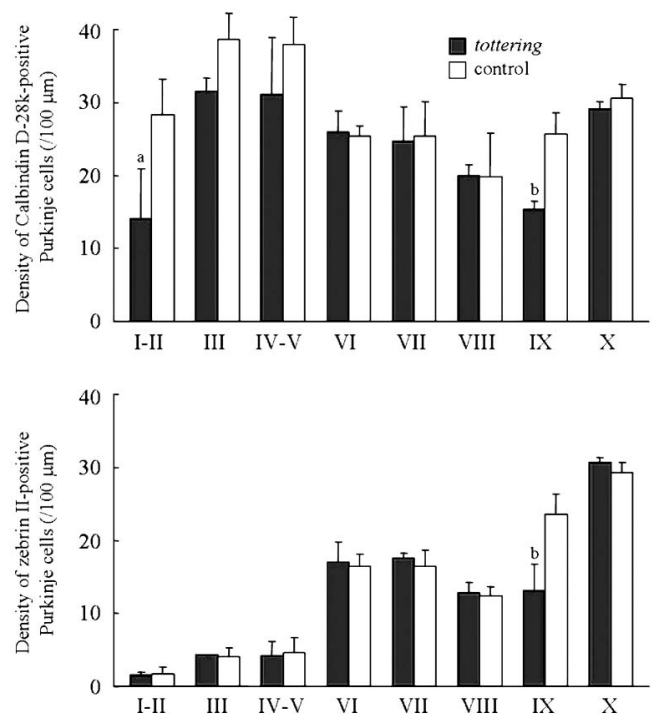 Density of Calbindin D-28k-positive
Purkinje cells (/100 μm)
40
30
20
10
0
tottering
control
a
b
I-II III IV-V VI VII VIII IX X
Density of zebrin II-positive
Purkinje cells (/100 μm)
40
30
20
10
0
b
I-II III IV-V VI VII VIII IX X